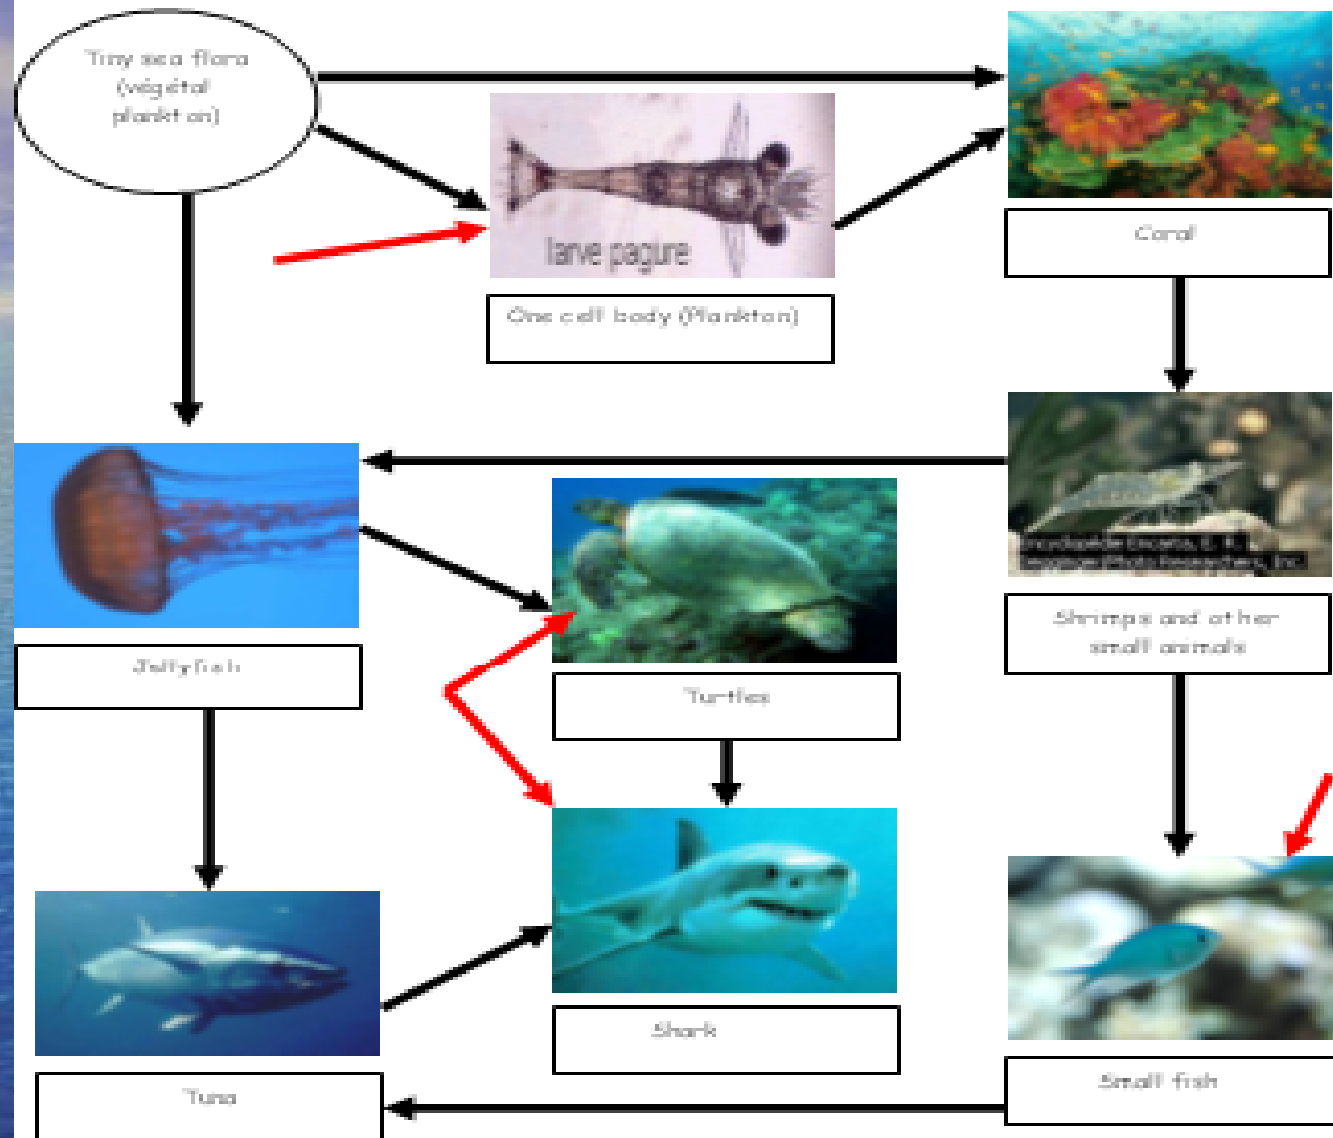 Tiny sea flora
(végétal
plankton)
larve pagure
One cell body (Plankton)
Coral
Jellyfish
Turtles
Shrimps and other
small animals
Shark
Small fish
Tuna